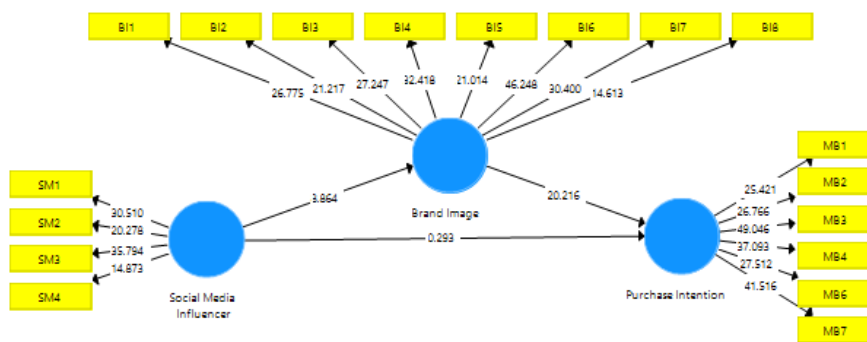 BI1 BI2 BI3 BI4 BI5 BI6 BI7 BI8
26.775 21.217 27.247 32.418 21.014 46.248 30.400 14.613
MB1
SM1
25.421
MB2
30.510
3.864
20.216
26.766
SM2
20.278
Brand Image
49.046
MB3
0.293
37.093
SM3
35.794
MB4
14.873
27.512
SM4
41.516
MB6
Social Media
Influencer
Purchase Intention
MB7